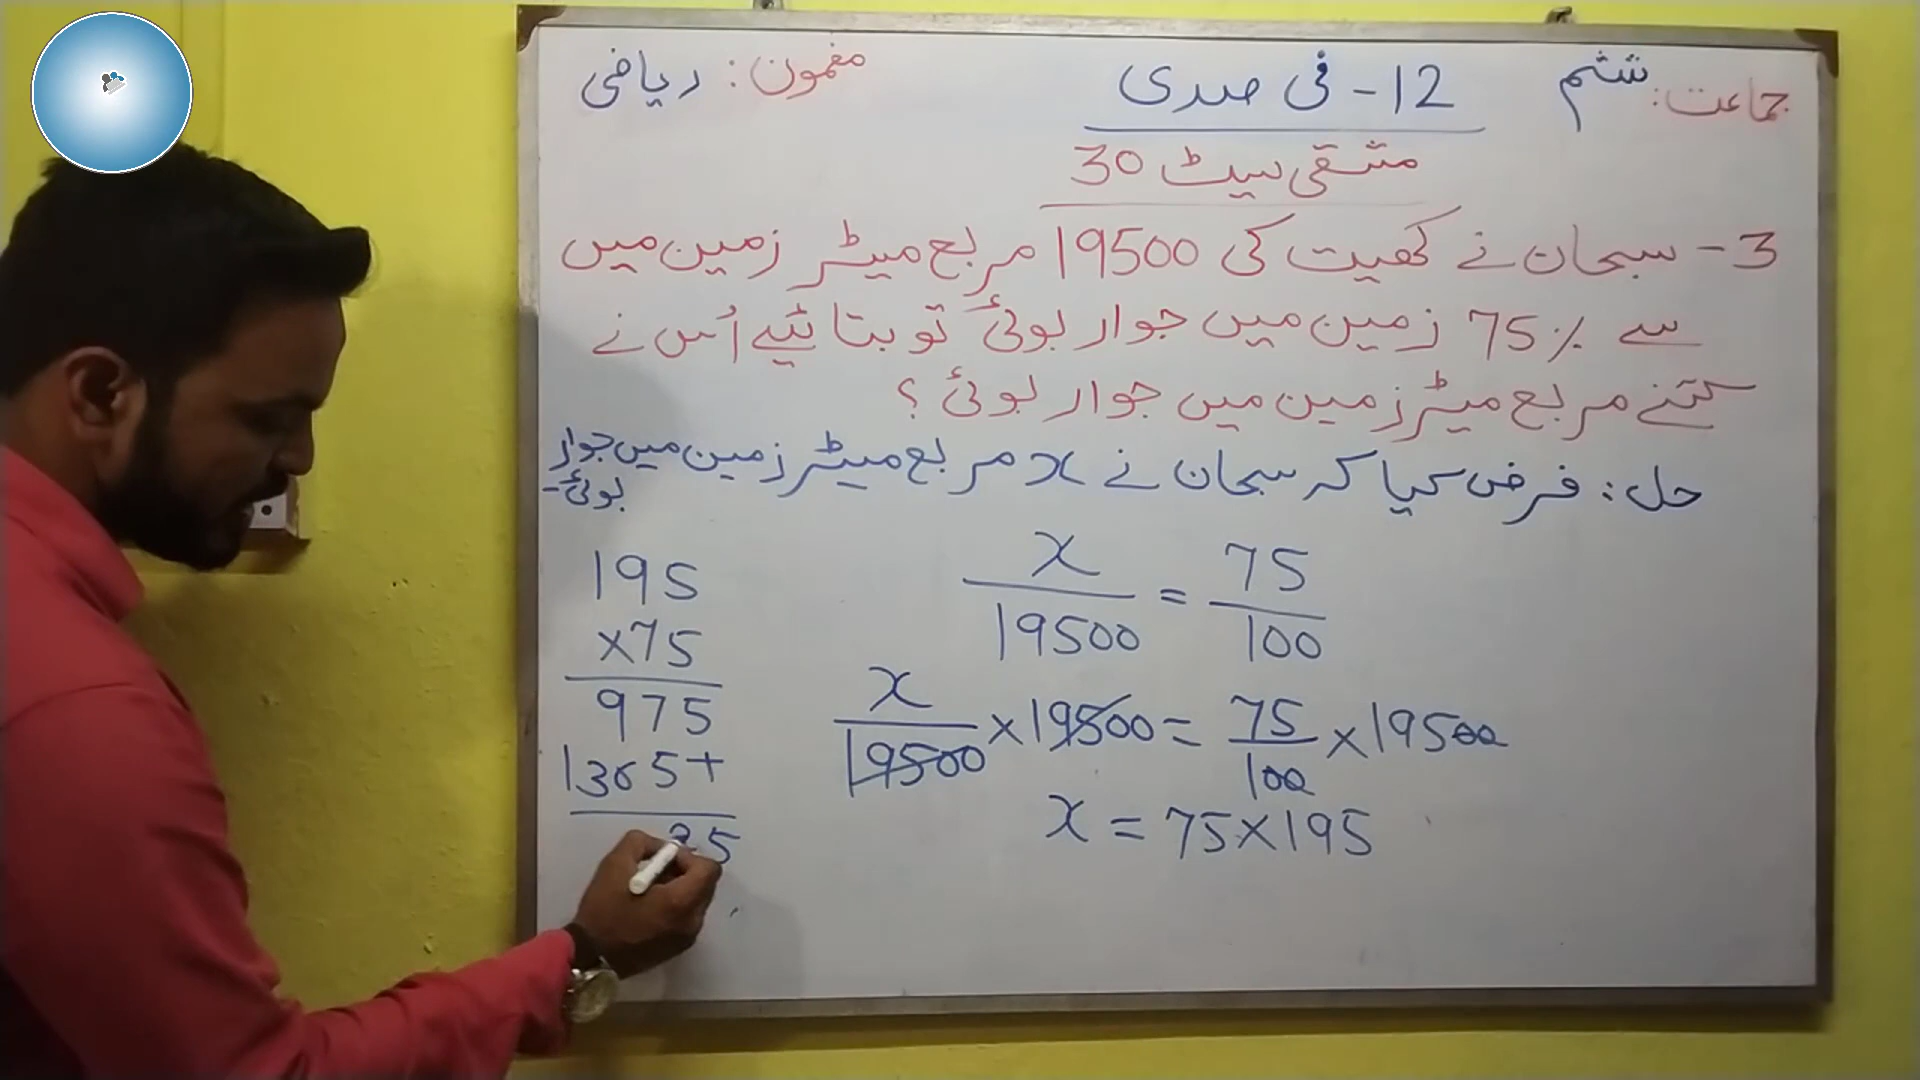 جماعت: ششم
12- فی صدی
مضمون: ریاضی
مشقی سیٹ 30
3- سبحان نے کھیت کی 19500 مربع میٹر زمین میں
سے 75% زمین میں جوار بوئی تو بتائیے اُس نے
کتنے مربع میٹر زمین میں جوار بوئی ؟
حل: فرض کیا کہ سبحان نے x مربع میٹر زمین میں جوار
بوئی-
x/19500 = 75/100
x/19500 × 19500 = 75/100 × 19500
x = 75×195
195
×75
975
1365+
25